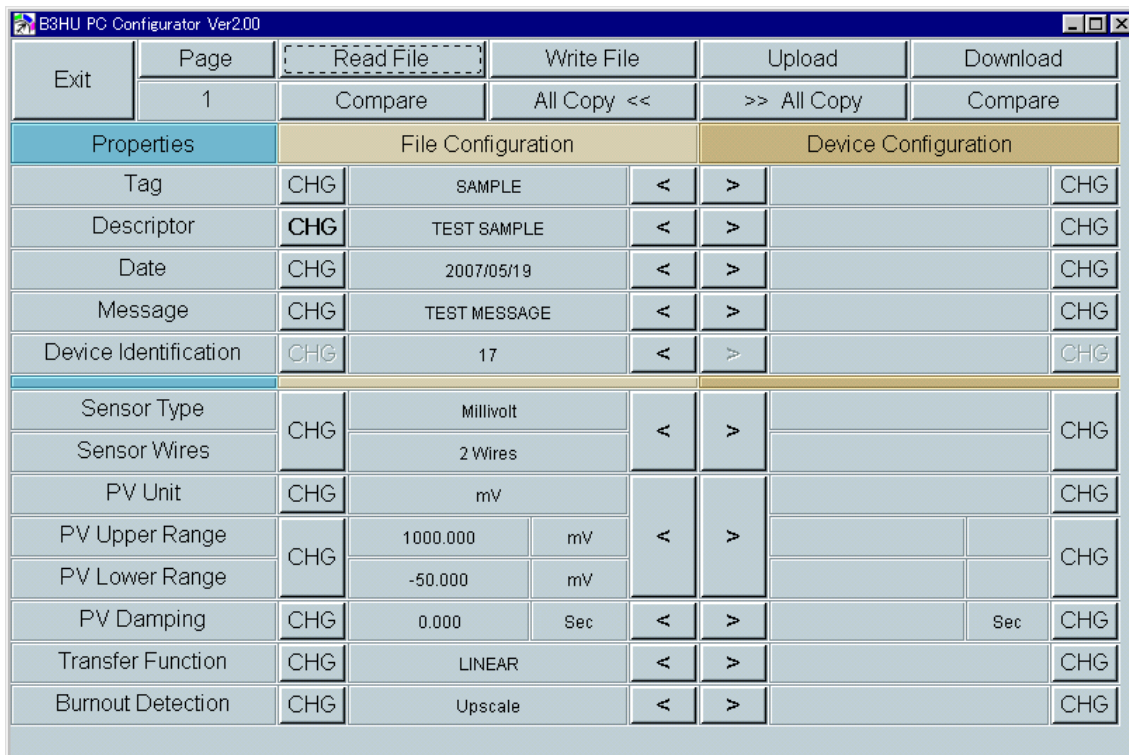 B3HU PC Configurator Ver2.00
Exit Page Read File Write File Upload Download
1 Compare All Copy << >> All Copy Compare
Properties File Configuration Device Configuration
Tag CHG SAMPLE < > CHG
Descriptor CHG TEST SAMPLE < > CHG
Date CHG 2007/05/19 < > CHG
Message CHG TEST MESSAGE < > CHG
Device Identification CHG 17 < > CHG
Sensor Type CHG Millivolt < > CHG
Sensor Wires 2 Wires
PV Unit CHG mV < > CHG
PV Upper Range CHG 1000.000 mV CHG
PV Lower Range -50.000 mV
PV Damping CHG 0.000 Sec < > Sec CHG
Transfer Function CHG LINEAR < > CHG
Burnout Detection CHG Upscale < > CHG